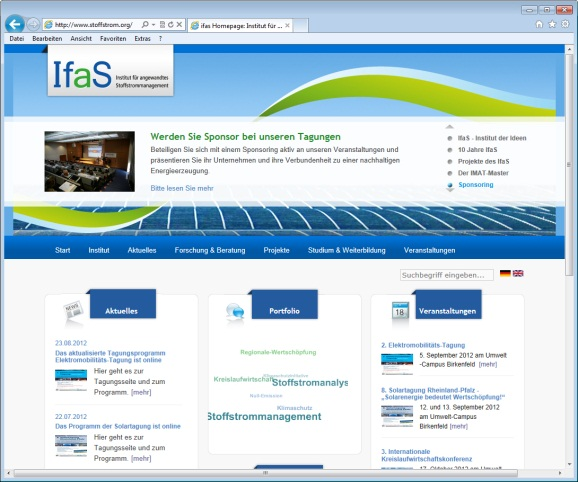 http://www.stoffstrom.org/
ifas Homepage: Institut für ...
Datei Bearbeiten Ansicht Favoriten Extras ?
IfaS
Institut für angewandtes
Stoffstrommanagement
Werden Sie Sponsor bei unseren Tagungen
Beteiligen Sie sich mit einem Sponsoring aktiv an unseren Veranstaltungen und
präsentieren Sie ihr Unternehmen und ihre Verbundenheit zu einer nachhaltigen
Energieerzeugung.
Bitte lesen Sie mehr
IfaS - Institut der Ideen
10 Jahre IfaS
Projekte des IfaS
Der IMAT-Master
Sponsoring
Start Institut Aktuelles Forschung & Beratung Projekte Studium & Weiterbildung Veranstaltungen
Suchbegriff eingeben...
Aktuelles
23.08.2012
Das aktualisierte Tagungsprogramm
Elektromobilitäts-Tagung ist online
Hier geht es zur
Tagungsseite und zum
Programm. [mehr]
22.07.2012
Das Programm der Solartagung ist online
Hier geht es zur
Tagungsseite und zum
Programm. [mehr]
Portfolio
Regionale-Wertschöpfung
Kreislaufwirtschaft
Stoffstromanalys
Null-Emission
Klimaschutz
Stoffstrommanagement
18
Veranstaltungen
2. Elektromobilitäts-Tagung
5. September 2012 am Umwelt
-Campus Birkenfeld [mehr]
8. Solartagung Rheinland-Pfalz -
„Solarenergie bedeutet Wertschöpfung!"
12. und 13. September 2012
am Umwelt-Campus
Birkenfeld [mehr]
3. Internationale
Kreislaufwirtschaftskonferenz
17. Oktober 2012 am Umwelt